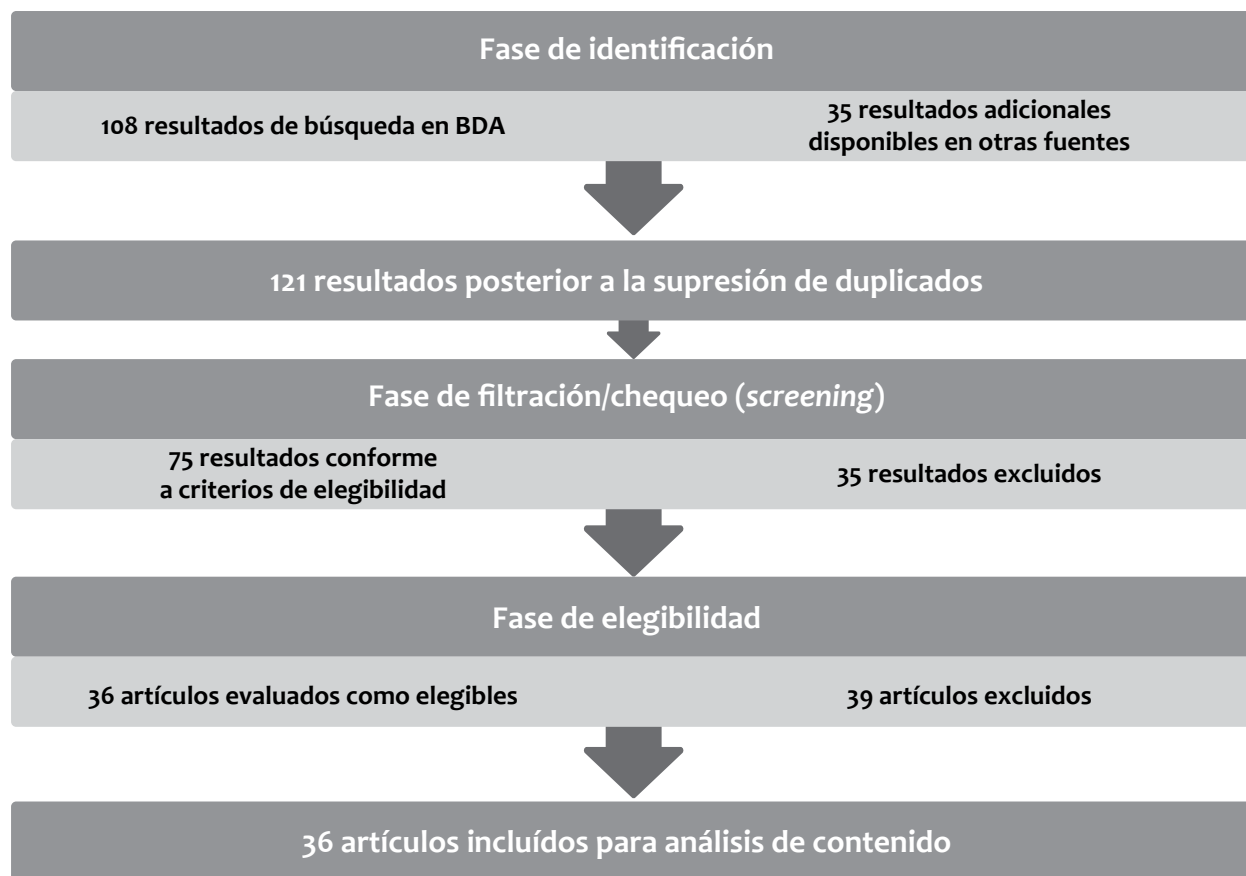 Fase de identificación
108 resultados de búsqueda en BDA
35 resultados adicionales
disponibles en otras fuentes
121 resultados posterior a la supresión de duplicados
Fase de filtración/chequeo (screening)
75 resultados conforme
a criterios de elegibilidad
35 resultados excluidos
Fase de elegibilidad
36 artículos evaluados como elegibles
39 artículos excluidos
36 artículos incluídos para análisis de contenido